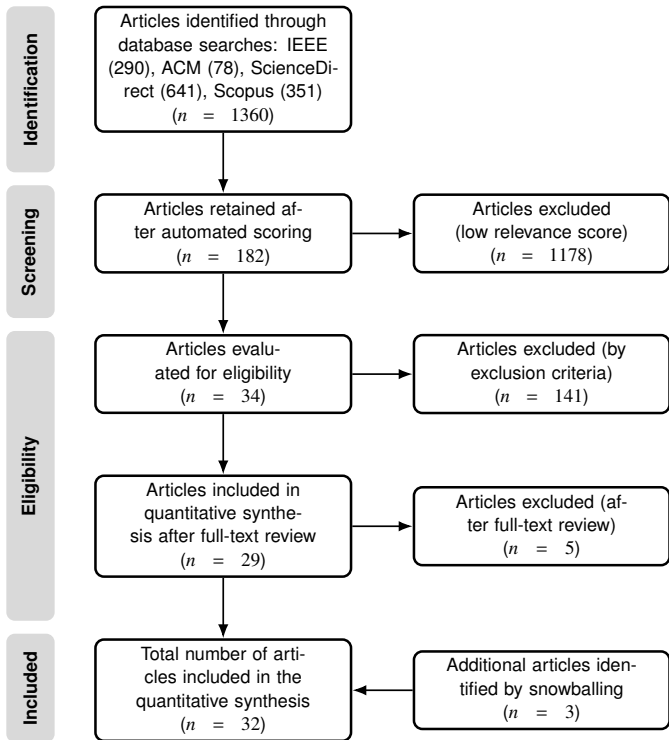 Identification
Articles identified through
database searches: IEEE
(290), ACM (78), ScienceDi-
rect (641), Scopus (351)
(n = 1360)
Screening
Articles retained af-
ter automated scoring
(n = 182)
Articles excluded
(low relevance score)
(n = 1178)
Eligibility
Articles evalu-
ated for eligibility
(n = 34)
Articles excluded (by
exclusion criteria)
(n = 141)
Articles included in
quantitative synthe-
sis after full-text review
(n = 29)
Articles excluded (af-
ter full-text review)
(n = 5)
Included
Total number of arti-
cles included in the
quantitative synthesis
(n = 32)
Additional articles iden-
tified by snowballing
(n = 3)